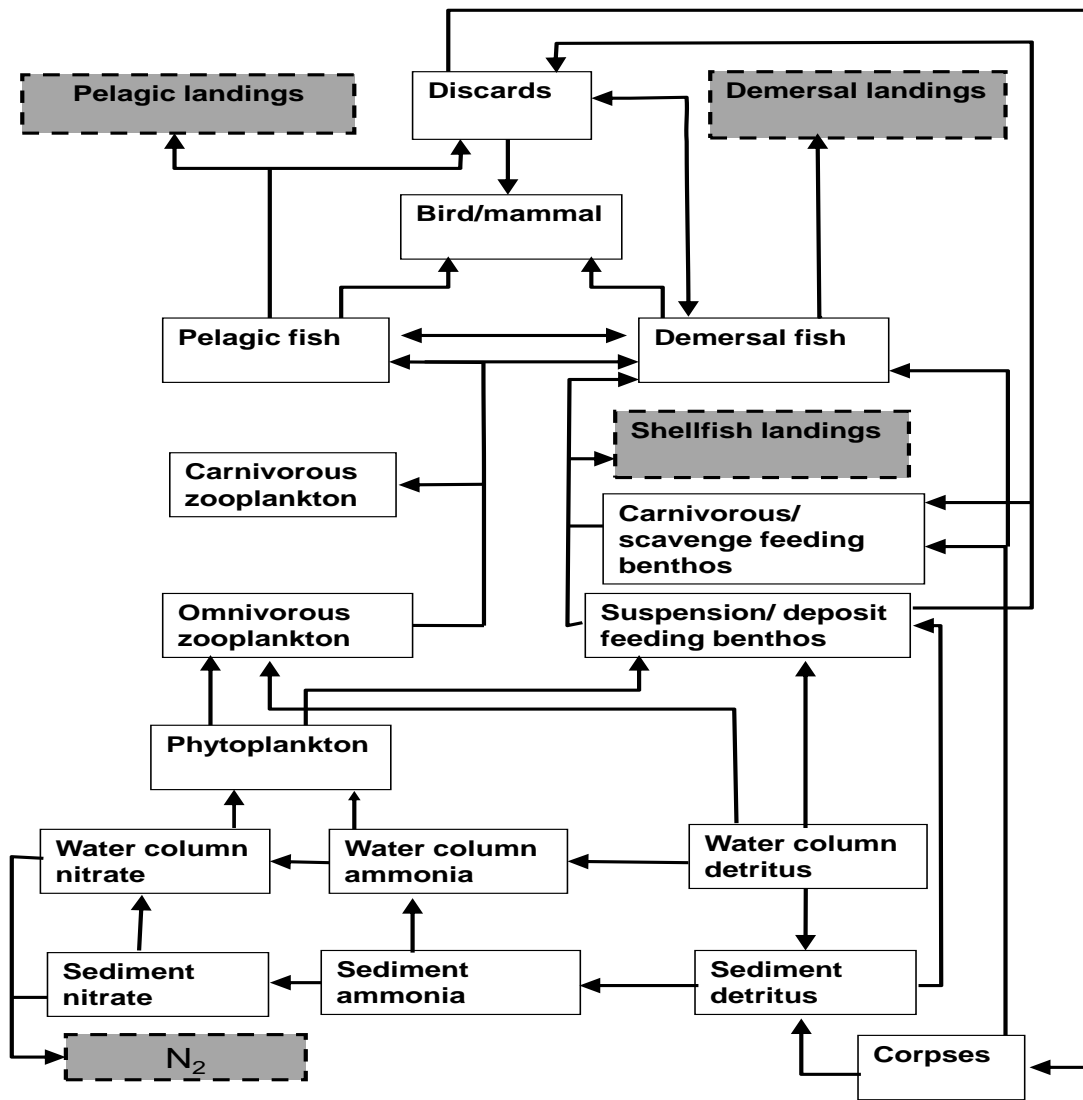 Pelagic landings
Discards
Demersal landings
Bird/mammal
Pelagic fish
Demersal fish
Shellfish landings
Carnivorous
zooplankton
Carnivorous/
scavenge feeding
benthos
Omnivorous
zooplankton
Suspension/ deposit
feeding benthos
Phytoplankton
Water column
nitrate
Water column
ammonia
Water column
detritus
Sediment
nitrate
Sediment
ammonia
Sediment
detritus
N₂
Corpses